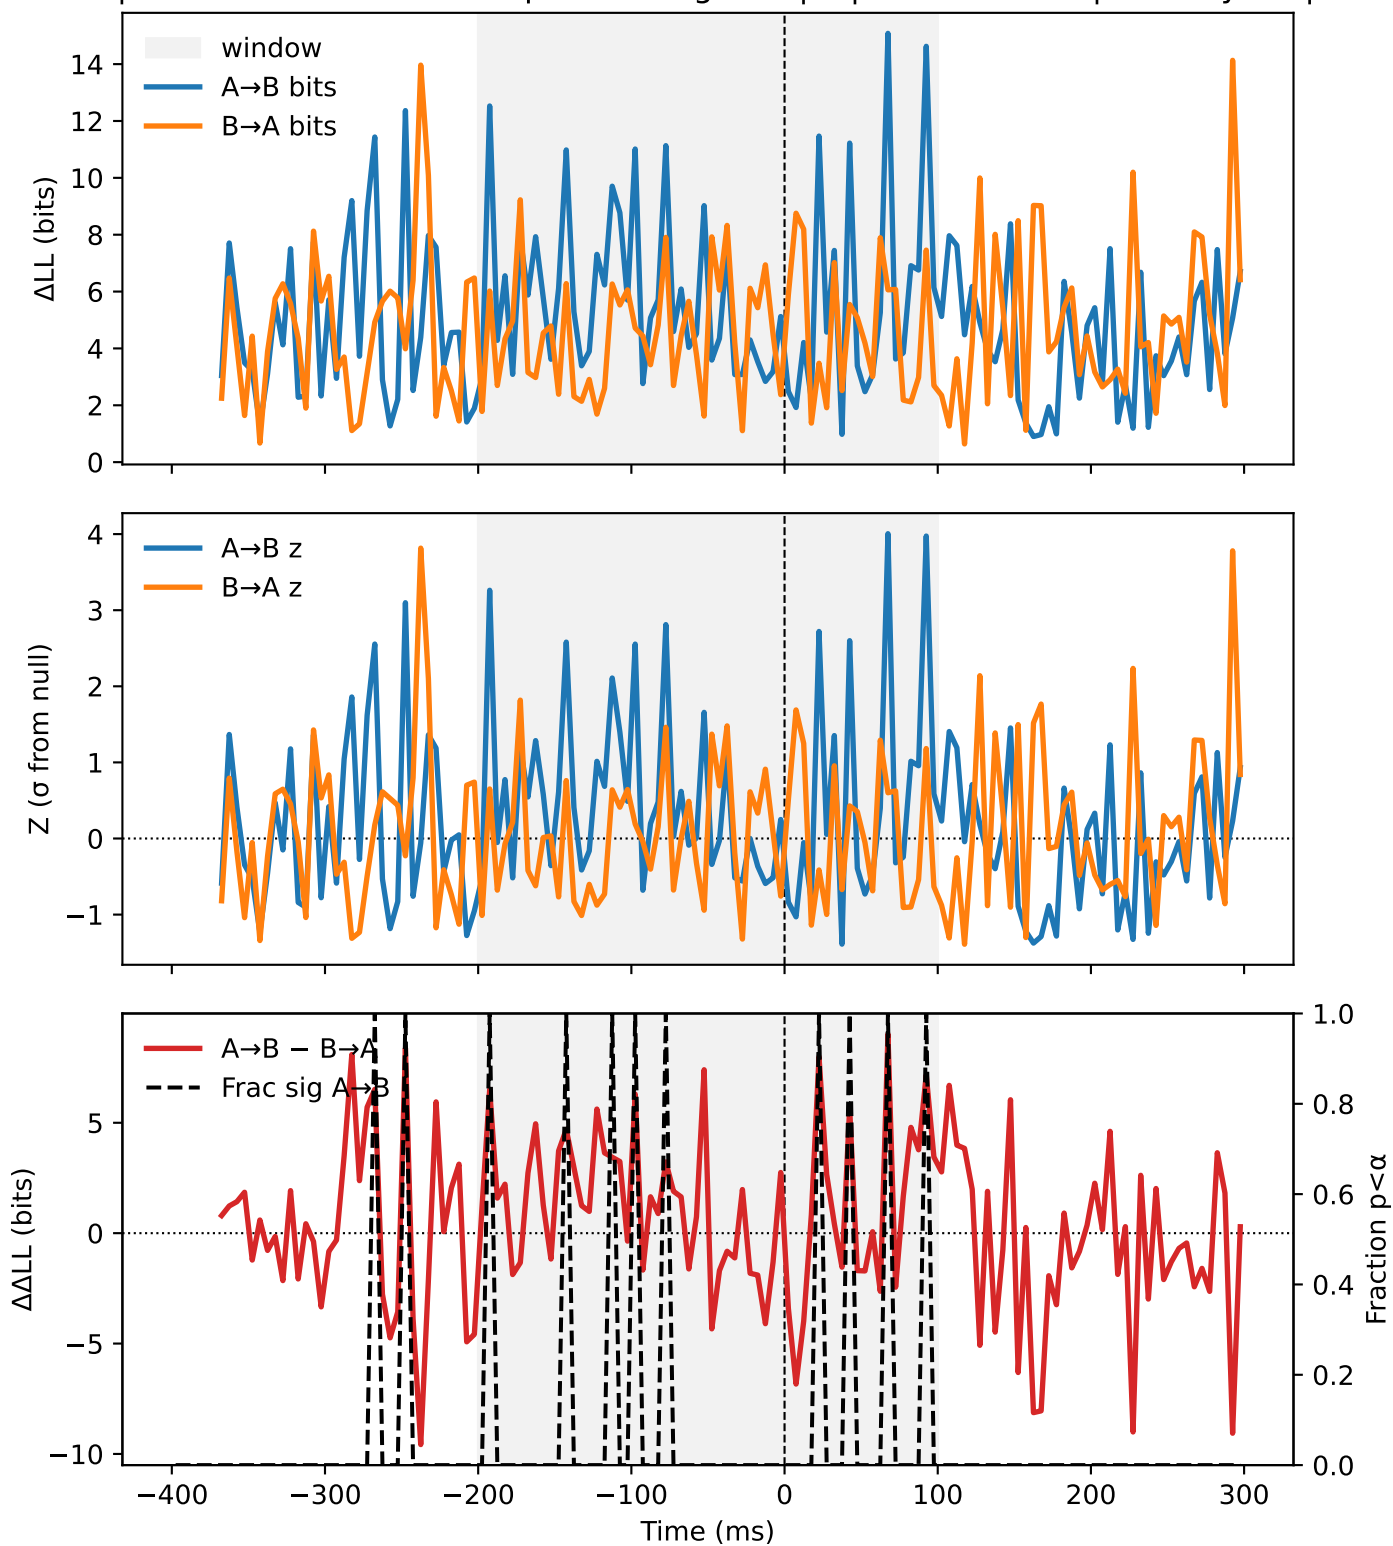 window
A→B bits
B→A bits
14
12
10
8
6
4
2
0
ΔLL (bits)
A→B z
B→A z
4
3
2
1
0
−1
Z (σ from null)
A→B − B→A
Frac sig A→B
5
0
−5
−10
ΔΔLL (bits)
1.0
0.8
0.6
0.4
0.2
0.0
Fraction p<α
−400 −300 −200 −100 0 100 200 300
Time (ms)